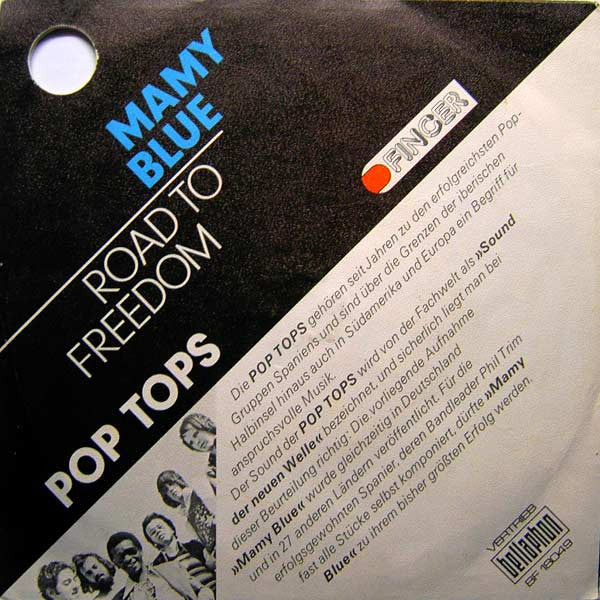 MAMY
BLUE
ROAD TO
FREEDOM
POP TOPS
FINGER
Die POP TOPS gehören seit Jahren zu den erfolgreichsten Pop-
Gruppen Spaniens und sind über die Grenzen der iberischen
Halbinsel hinaus auch in Südamerika und Europa ein Begriff für
anspruchsvolle Musik.
Der Sound der POP TOPS wird von der Fachwelt als »Sound
der neuen Welle« bezeichnet, und sicherlich liegt man bei
dieser Beurteilung richtig: Die vorliegende Aufnahme
»Mamy Blue« wurde gleichzeitig in Deutschland
und in 27 anderen Ländern veröffentlicht. Für die
erfolgsgewohnten Spanier, deren Bandleader Phil Trim
fast alle Stücke selbst komponiert, dürfte »Mamy
Blue« zu ihrem bisher größten Erfolg werden.
VERTRIEB
bellaphon
BF 18049